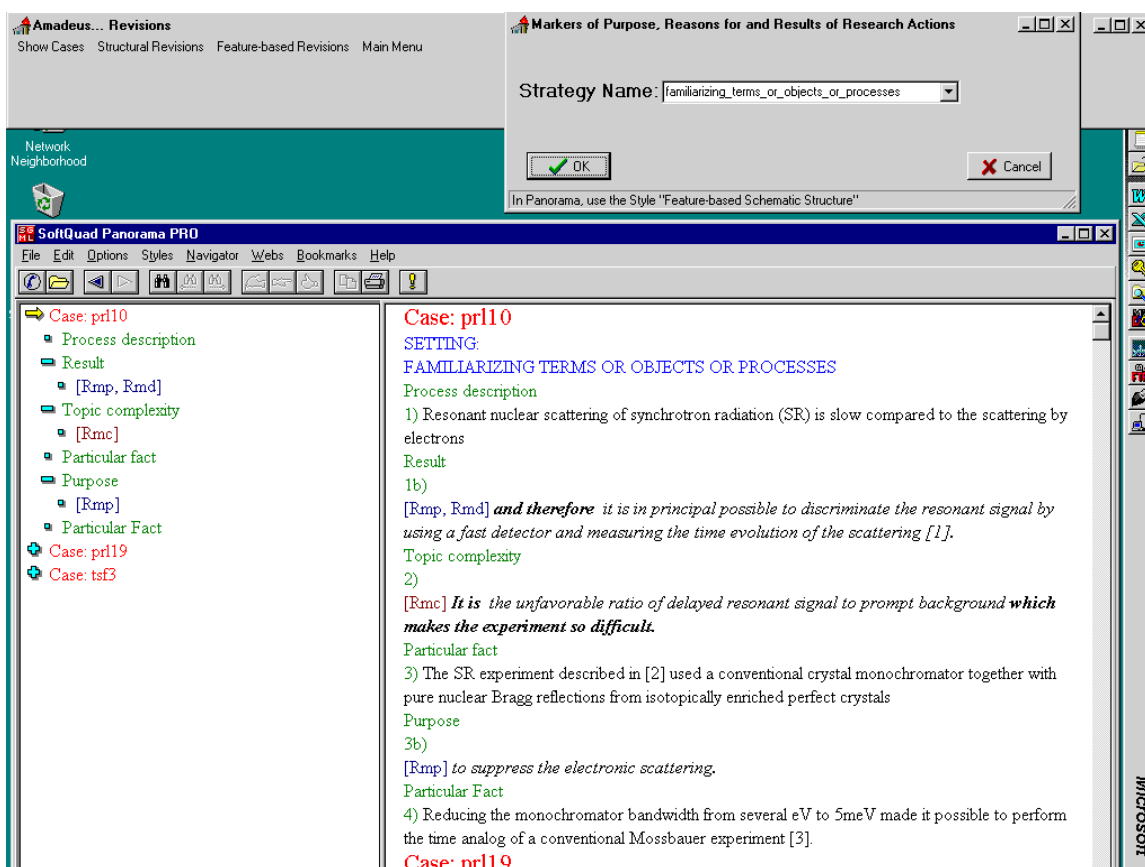 Amadeus... Revisions
Show Cases Structural Revisions Feature-based Revisions Main Menu
Markers of Purpose, Reasons for and Results of Research Actions
Strategy Name: familiarizing_terms_or_objects_or_processes
OK
Cancel
In Panorama, use the Style "Feature-based Schematic Structure"
Network
Neighborhood
SoftQuad Panorama PRO
File Edit Options Styles Navigator Webs Bookmarks Help
Case: prl10
Process description
Result
[Rmp, Rmd]
Topic complexity
[Rmc]
Particular fact
Purpose
[Rmp]
Particular Fact
Case: prl19
Case: tsf3
Case: prl10
SETTING:
FAMILIARIZING TERMS OR OBJECTS OR PROCESSES
Process description
1) Resonant nuclear scattering of synchrotron radiation (SR) is slow compared to the scattering by
electrons
Result
1b)
[Rmp, Rmd] and therefore it is in principal possible to discriminate the resonant signal by
using a fast detector and measuring the time evolution of the scattering [1].
Topic complexity
2)
[Rmc] It is the unfavorable ratio of delayed resonant signal to prompt background which
makes the experiment so difficult.
Particular fact
3) The SR experiment described in [2] used a conventional crystal monochromator together with
pure nuclear Bragg reflections from isotopically enriched perfect crystals
Purpose
3b)
[Rmp] to suppress the electronic scattering.
Particular Fact
4) Reducing the monochromator bandwidth from several eV to 5meV made it possible to perform
the time analog of a conventional Mossbauer experiment [3].
Case: prl19
Microsoft